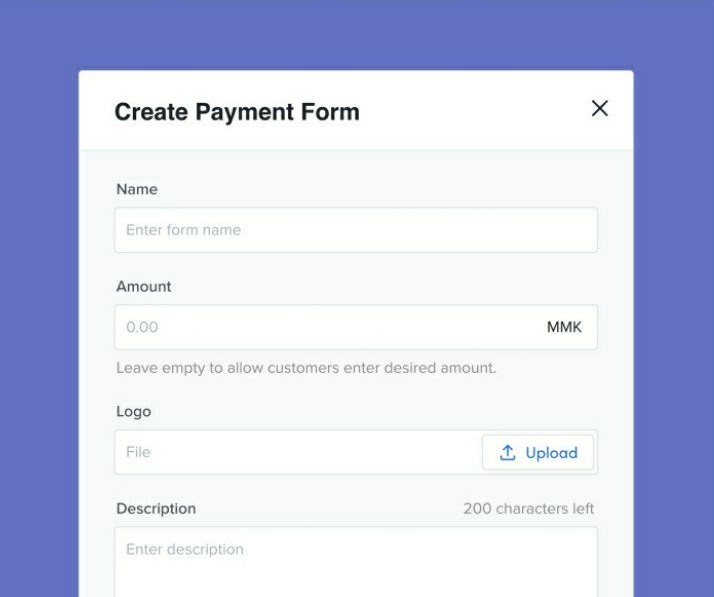 Create Payment Form
Name
Enter form name
Amount
0.00 MMK
Leave empty to allow customers enter desired amount.
Logo
File Upload
Description 200 characters left
Enter description